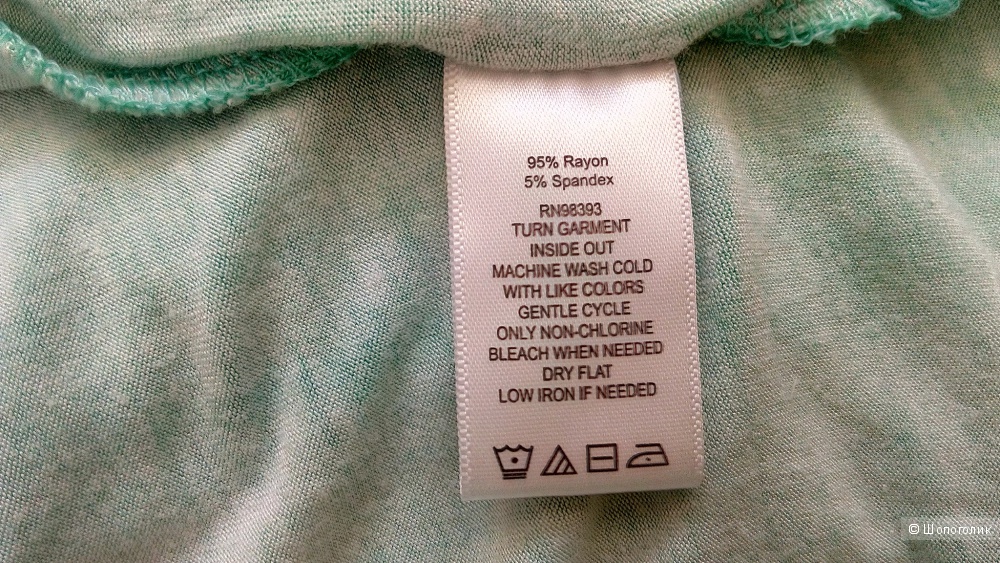 95% Rayon
5% Spandex
RN98393
TURN GARMENT
INSIDE OUT
MACHINE WASH COLD
WITH LIKE COLORS
GENTLE CYCLE
ONLY NON-CHLORINE
BLEACH WHEN NEEDED
DRY FLAT
LOW IRON IF NEEDED
© Шопоголик